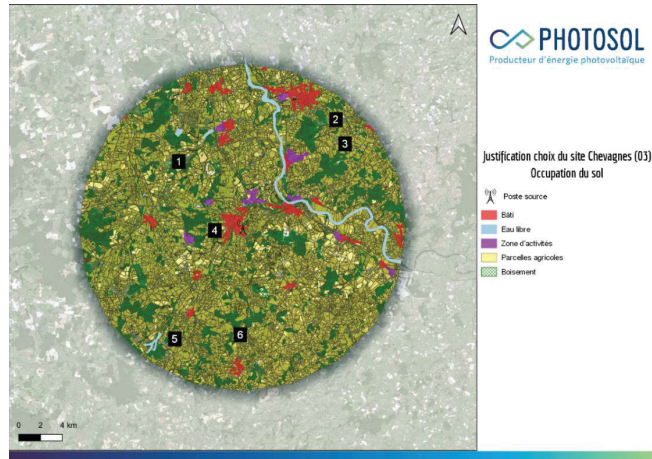 PHOTOSOL
Producteur d'énergie photovoltaïque
Justification choix du site Chevagnes (03)
Occupation du sol
Poste source
Bâti
Eau libre
Zone d'activités
Parcelles agricoles
Boisement
2
3
1
4
5
6
0 2 4 km